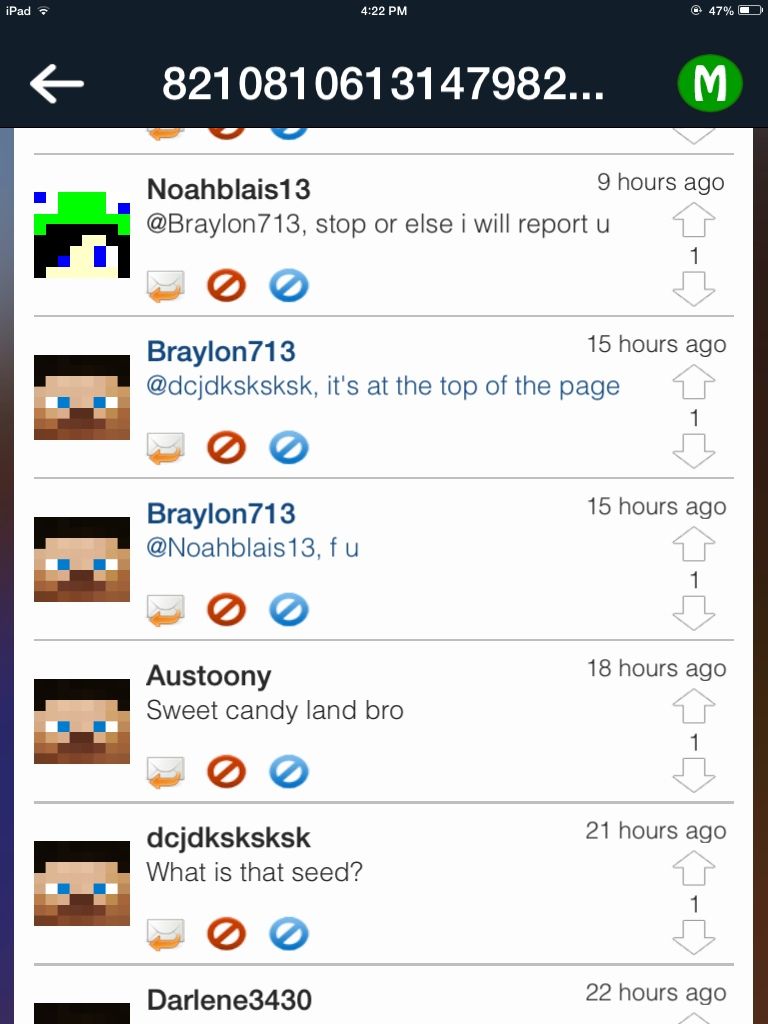 iPad 4:22 PM 47%
8210810613147982... M
Noahblais13 9 hours ago
@Braylon713, stop or else i will report u
1
Braylon713 15 hours ago
@dcjdksksksk, it's at the top of the page
1
Braylon713 15 hours ago
@Noahblais13, f u
1
Austoony 18 hours ago
Sweet candy land bro
1
dcjdksksksk 21 hours ago
What is that seed?
1
Darlene3430 22 hours ago